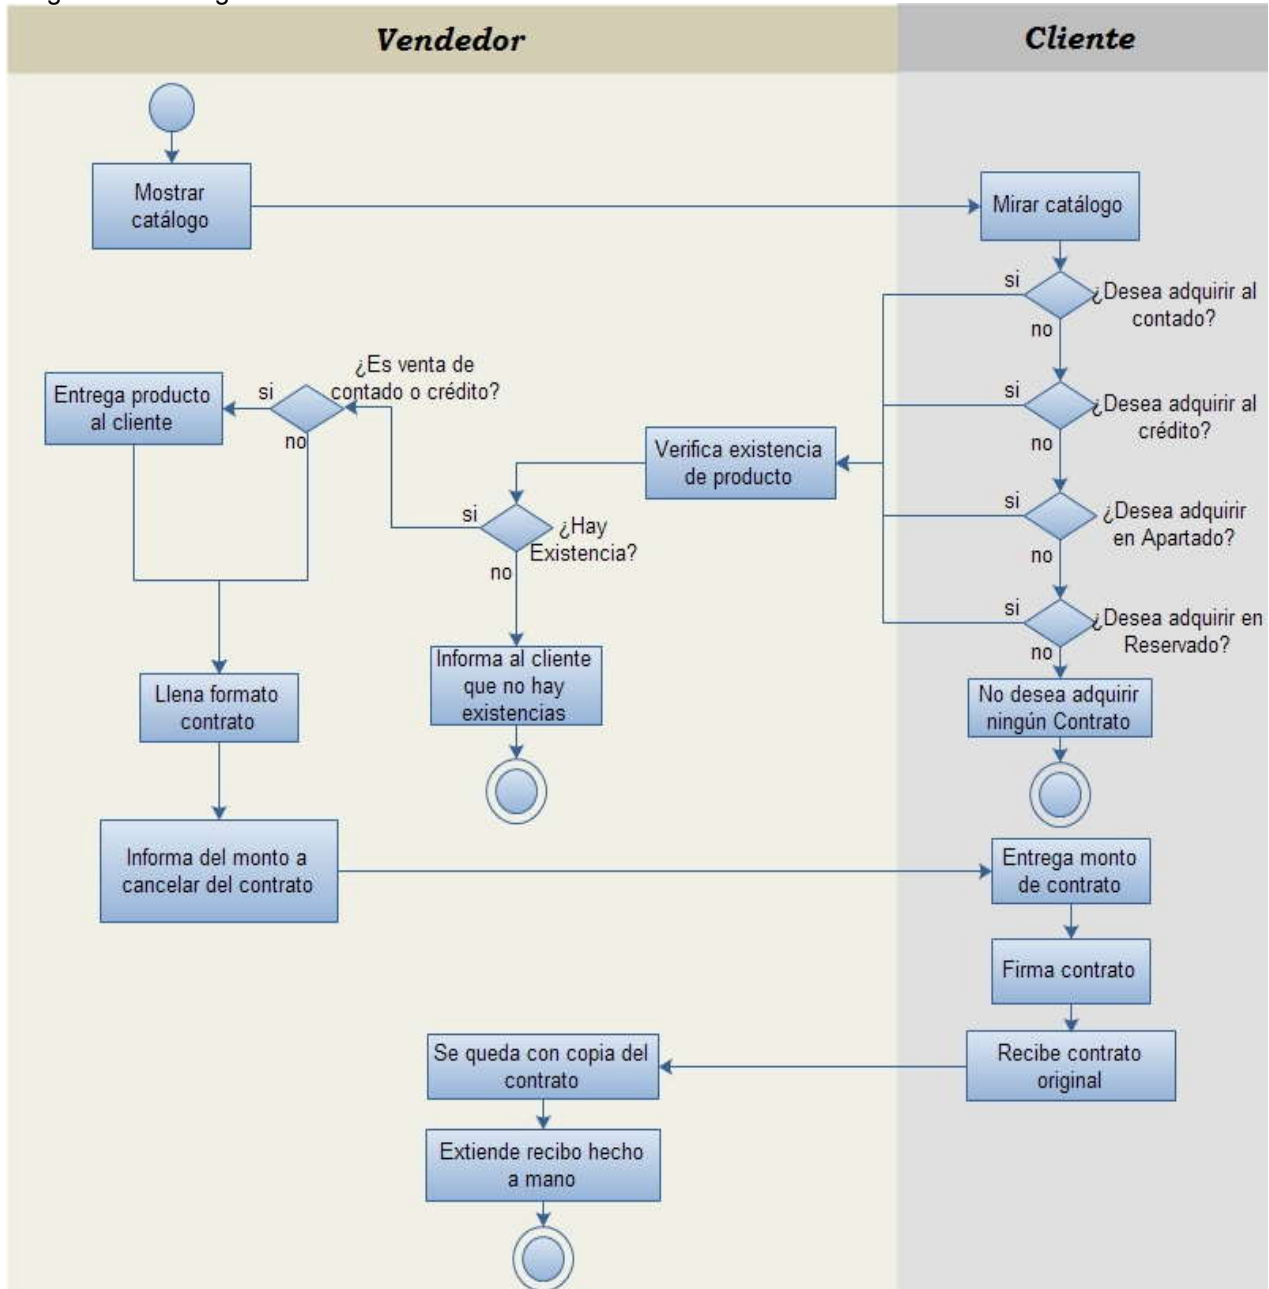 Vendedor
Cliente
Mostrar
catálogo
Mirar catálogo
si
¿Desea adquirir al
contado?
no
¿Es venta de
contado o crédito?
si
no
Entrega producto
al cliente
si
¿Desea adquirir al
crédito?
no
Verifica existencia
de producto
si
¿Hay
Existencia?
no
si
¿Desea adquirir
en Apartado?
no
si
¿Desea adquirir en
Reservado?
no
Informa al cliente
que no hay
existencias
Llena formato
contrato
No desea adquirir
ningún Contrato
Informa del monto a
cancelar del contrato
Entrega monto
de contrato
Firma contrato
Recibe contrato
original
Se queda con copia del
contrato
Extiende recibo hecho
a mano